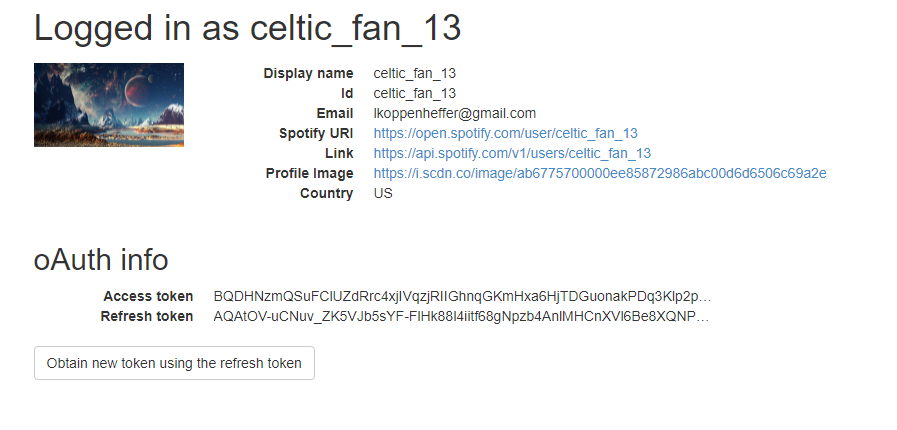 Logged in as celtic_fan_13
Display name celtic_fan_13
Id celtic_fan_13
Email lkoppenheffer@gmail.com
Spotify URI https://open.spotify.com/user/celtic_fan_13
Link https://api.spotify.com/v1/users/celtic_fan_13
Profile Image https://i.scdn.co/image/ab6775700000ee85872986abc00d6d6506c69a2e
Country US
oAuth info
Access token BQDHNzmQSuFClUZdRrc4xjlVqzjRIIGhnqGKmHxa6HjTDGuonakPDq3Klp2p…
Refresh token AQAtOV-uCNuv_ZK5VJb5sYF-FlHk88I4iitf68gNpzb4AnlMHCnXVl6Be8XQNP…
Obtain new token using the refresh token